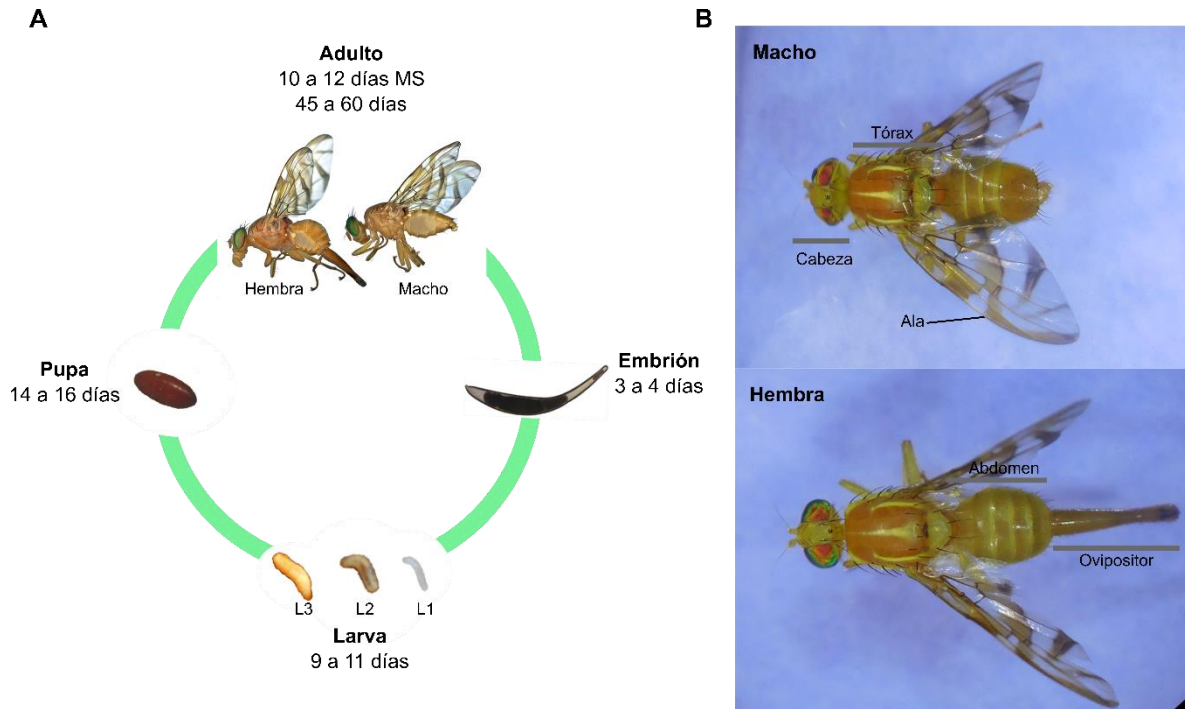 A
Adulto
10 a 12 días MS
45 a 60 días
Hembra
Macho
Pupa
14 a 16 días
Embrión
3 a 4 días
L3
L2
L1
Larva
9 a 11 días
B
Macho
Tórax
Cabeza
Ala
Hembra
Abdomen
Ovipositor